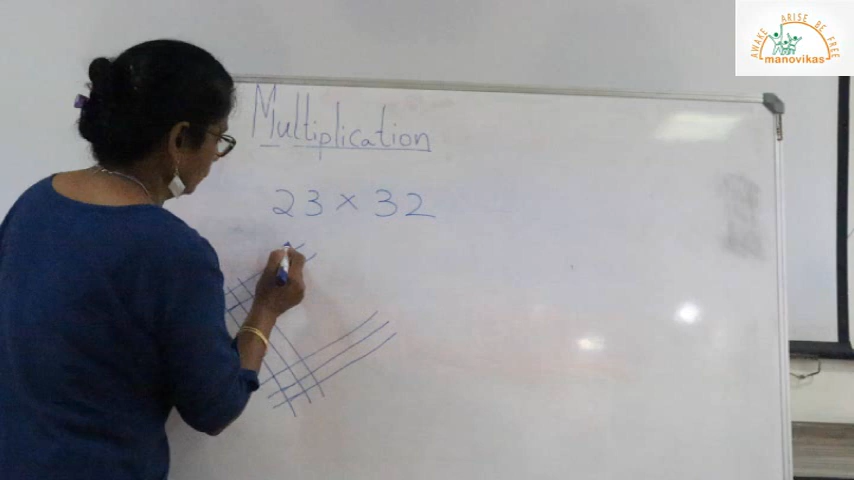 AWAKE ARISE BE FREE
manovikas
Multiplication
23 × 32